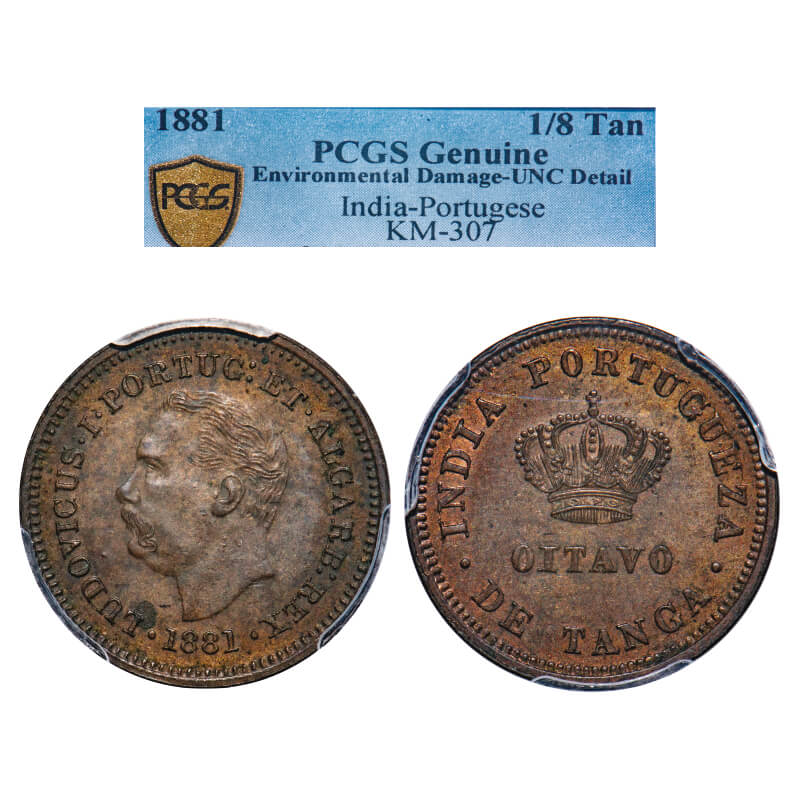 1881 1/8 Tan
PCGS Genuine
Environmental Damage-UNC Detail
PCGS
India-Portugese
KM-307
LUDOVICUS · I · PORTUG: ET · ALGARB: REX
· 1881 ·
· INDIA PORTUGUEZA ·
OITAVO
DE TANGA